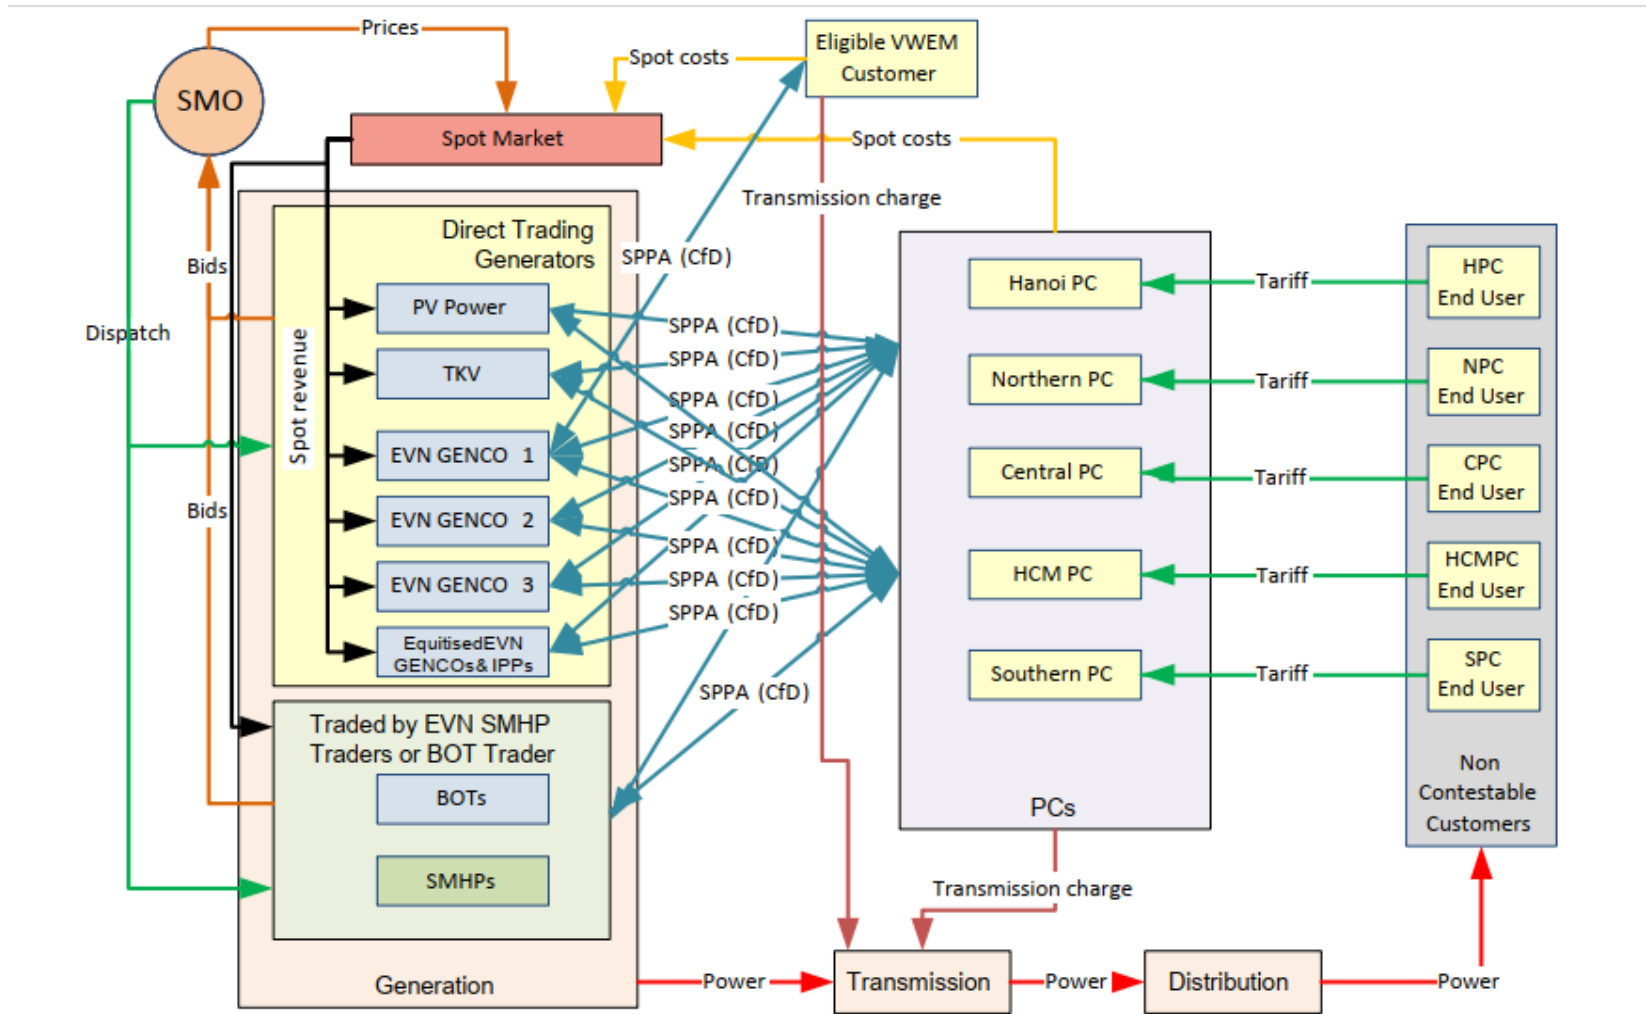 Prices
Eligible VWEM
Customer
Spot costs
SMO
Spot Market
Spot costs
Transmission charge
Direct Trading
Generators
SPPA (CfD)
Bids
PV Power
SPPA (CfD)
Dispatch
SPPA (CfD)
TKV
Spot revenue
SPPA (CfD)
SPPA (CfD)
EVN GENCO 1
SPPA (CfD)
SPPA (CfD)
Bids
EVN GENCO 2
SPPA (CfD)
EVN GENCO 3
SPPA (CfD)
SPPA (CfD)
EquitisedEVN
GENCOs& IPPs
SPPA (CfD)
Traded by EVN SMHP
Traders or BOT Trader
BOTs
SMHPs
Generation
Hanoi PC
Northern PC
Central PC
HCM PC
Southern PC
PCs
Tariff
Tariff
Tariff
Tariff
Tariff
HPC
End User
NPC
End User
CPC
End User
HCMPC
End User
SPC
End User
Non
Contestable
Customers
Transmission charge
Power
Transmission
Power
Distribution
Power